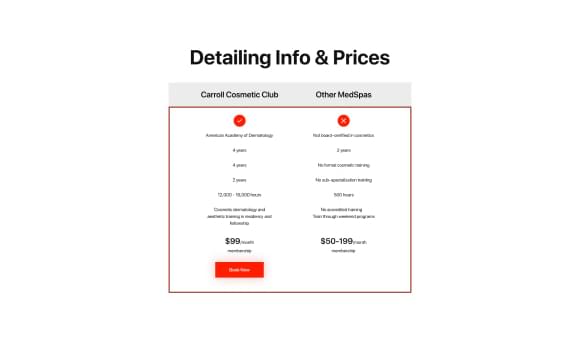 Detailing Info & Prices
Carroll Cosmetic Club
Other MedSpas
American Academy of Dermatology
Not board-certified in cosmetics
4 years
2 years
4 years
No formal cosmetic training
2 years
No sub-specialization training
12,000 - 16,000 hours
500 hours
Cosmetic dermatology and
aesthetic training in residency and
fellowship
No accredited training
Train through weekend programs
$99/month
membership
$50-199/month
membership
Book Now